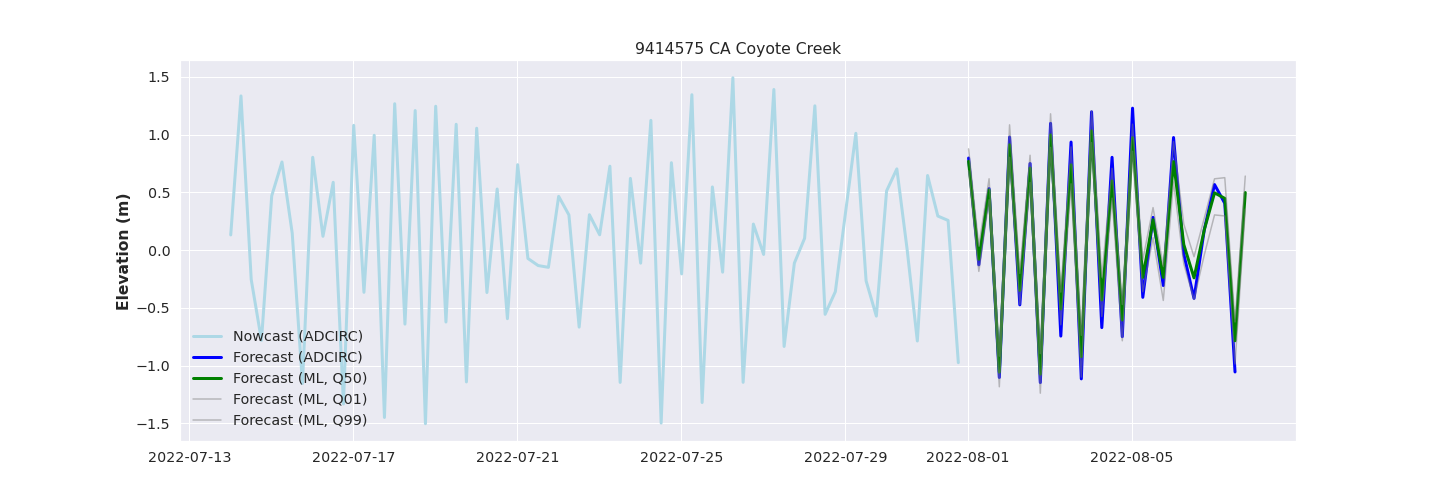 9414575 CA Coyote Creek
Elevation (m)
1.5
1.0
0.5
0.0
−0.5
−1.0
−1.5
Nowcast (ADCIRC)
Forecast (ADCIRC)
Forecast (ML, Q50)
Forecast (ML, Q01)
Forecast (ML, Q99)
2022-07-13 2022-07-17 2022-07-21 2022-07-25 2022-07-29 2022-08-01 2022-08-05